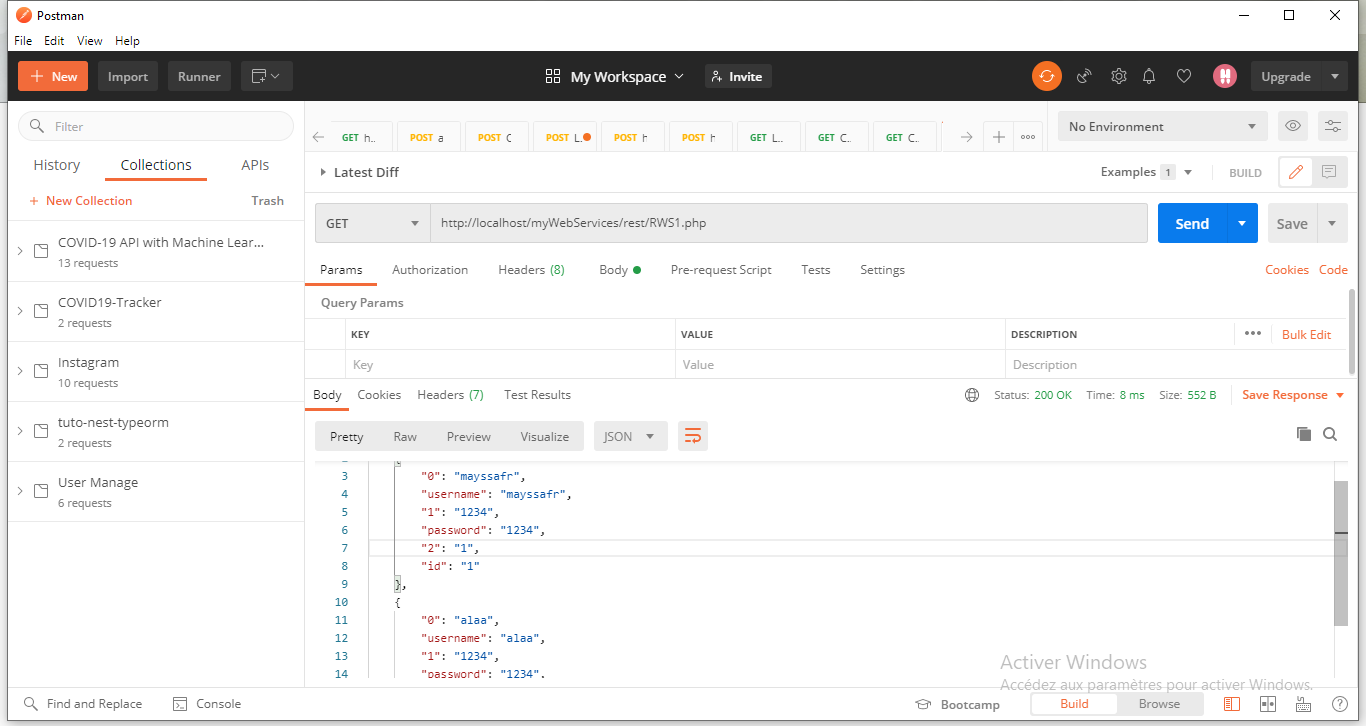 Postman
File Edit View Help
+ New Import Runner My Workspace Invite Upgrade
Filter
History Collections APIs
+ New Collection Trash
COVID-19 API with Machine Lear...
13 requests
COVID19-Tracker
2 requests
Instagram
10 requests
tuto-nest-typeorm
2 requests
User Manage
6 requests
GET h.. POST a POST C POST L. POST h POST h GET L.. GET C.. GET C.. No Environment
Latest Diff Examples 1 BUILD
GET http://localhost/myWebServices/rest/RWS1.php Send Save
Params Authorization Headers (8) Body Pre-request Script Tests Settings Cookies Code
Query Params
KEY VALUE DESCRIPTION ••• Bulk Edit
Key Value Description
Body Cookies Headers (7) Test Results Status: 200 OK Time: 8 ms Size: 552 B Save Response
Pretty Raw Preview Visualize JSON
3 "0": "mayssafr",
4 "username": "mayssafr",
5 "1": "1234",
6 "password": "1234",
7 "2": "1",
8 "id": "1"
9 },
10 {
11 "0": "alaa",
12 "username": "alaa",
13 "1": "1234",
14 "password": "1234",
Activer Windows
Accédez aux paramètres pour activer Windows.
Find and Replace Console Bootcamp Build Browse